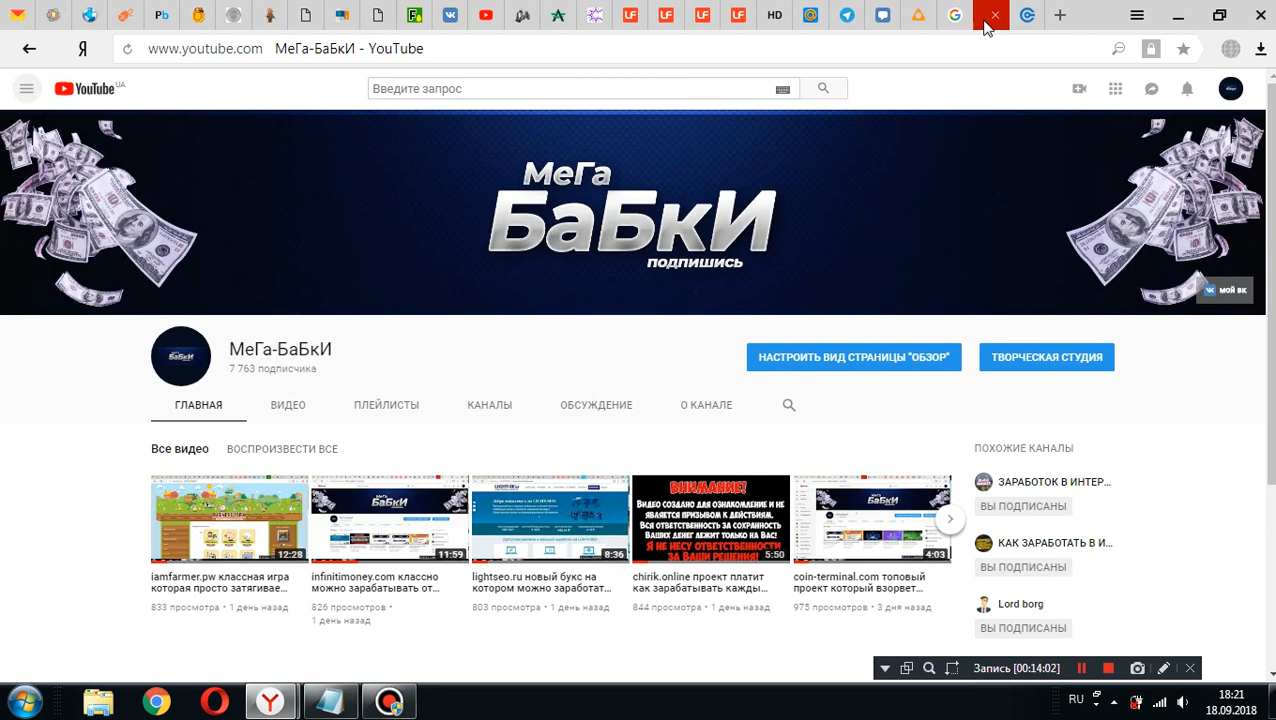 Pb
UF
UF
UF
UF
HD
Я
www.youtube.com МеГа-БаБкИ - YouTube
YouTube UA
Введите запрос
МеГа
БаБкИ
подпишись
мой вк
МеГа-БаБкИ
7 763 подписчика
НАСТРОИТЬ ВИД СТРАНИЦЫ "ОБЗОР"
ТВОРЧЕСКАЯ СТУДИЯ
ГЛАВНАЯ
ВИДЕО
ПЛЕЙЛИСТЫ
КАНАЛЫ
ОБСУЖДЕНИЕ
О КАНАЛЕ
Все видео
ВОСПРОИЗВЕСТИ ВСЕ
12:28
iamfarmer.pw классная игра
которая просто затягивае...
833 просмотра • 1 день назад
11:59
infinitimoney.com классно
можно зарабатывать от...
826 просмотров •
1 день назад
8:36
lightseo.ru новый букс на
котором можно заработат...
803 просмотра • 1 день назад
ВНИМАНИЕ!
ВИДЕО СОЗДАНО ДЛЯ ОЗНАКОМЛЕНИЯ И НЕ
ЯВЛЯЕТСЯ ПРИЗЫВОМ К ДЕЙСТВИЯМ.
ВСЯ ОТВЕТСТВЕННОСТЬ ЗА СОХРАННОСТЬ
ВАШИХ ДЕНЕГ ЛЕЖИТ ТОЛЬКО НА ВАС!
Я НЕ НЕСУ ОТВЕТСТВЕННОСТЬ
ЗА ВАШИ РЕШЕНИЯ!
5:50
chirik.online проект платит
как зарабатывать кажды...
844 просмотра • 1 день назад
4:03
coin-terminal.com топовый
проект который взорвет...
975 просмотров • 3 дня назад
ПОХОЖИЕ КАНАЛЫ
ЗАРАБОТОК В ИНТЕР...
ВЫ ПОДПИСАНЫ
КАК ЗАРАБОТАТЬ В И...
ВЫ ПОДПИСАНЫ
Lord borg
ВЫ ПОДПИСАНЫ
Запись [00:14:02]
RU
18:21
18.09.2018